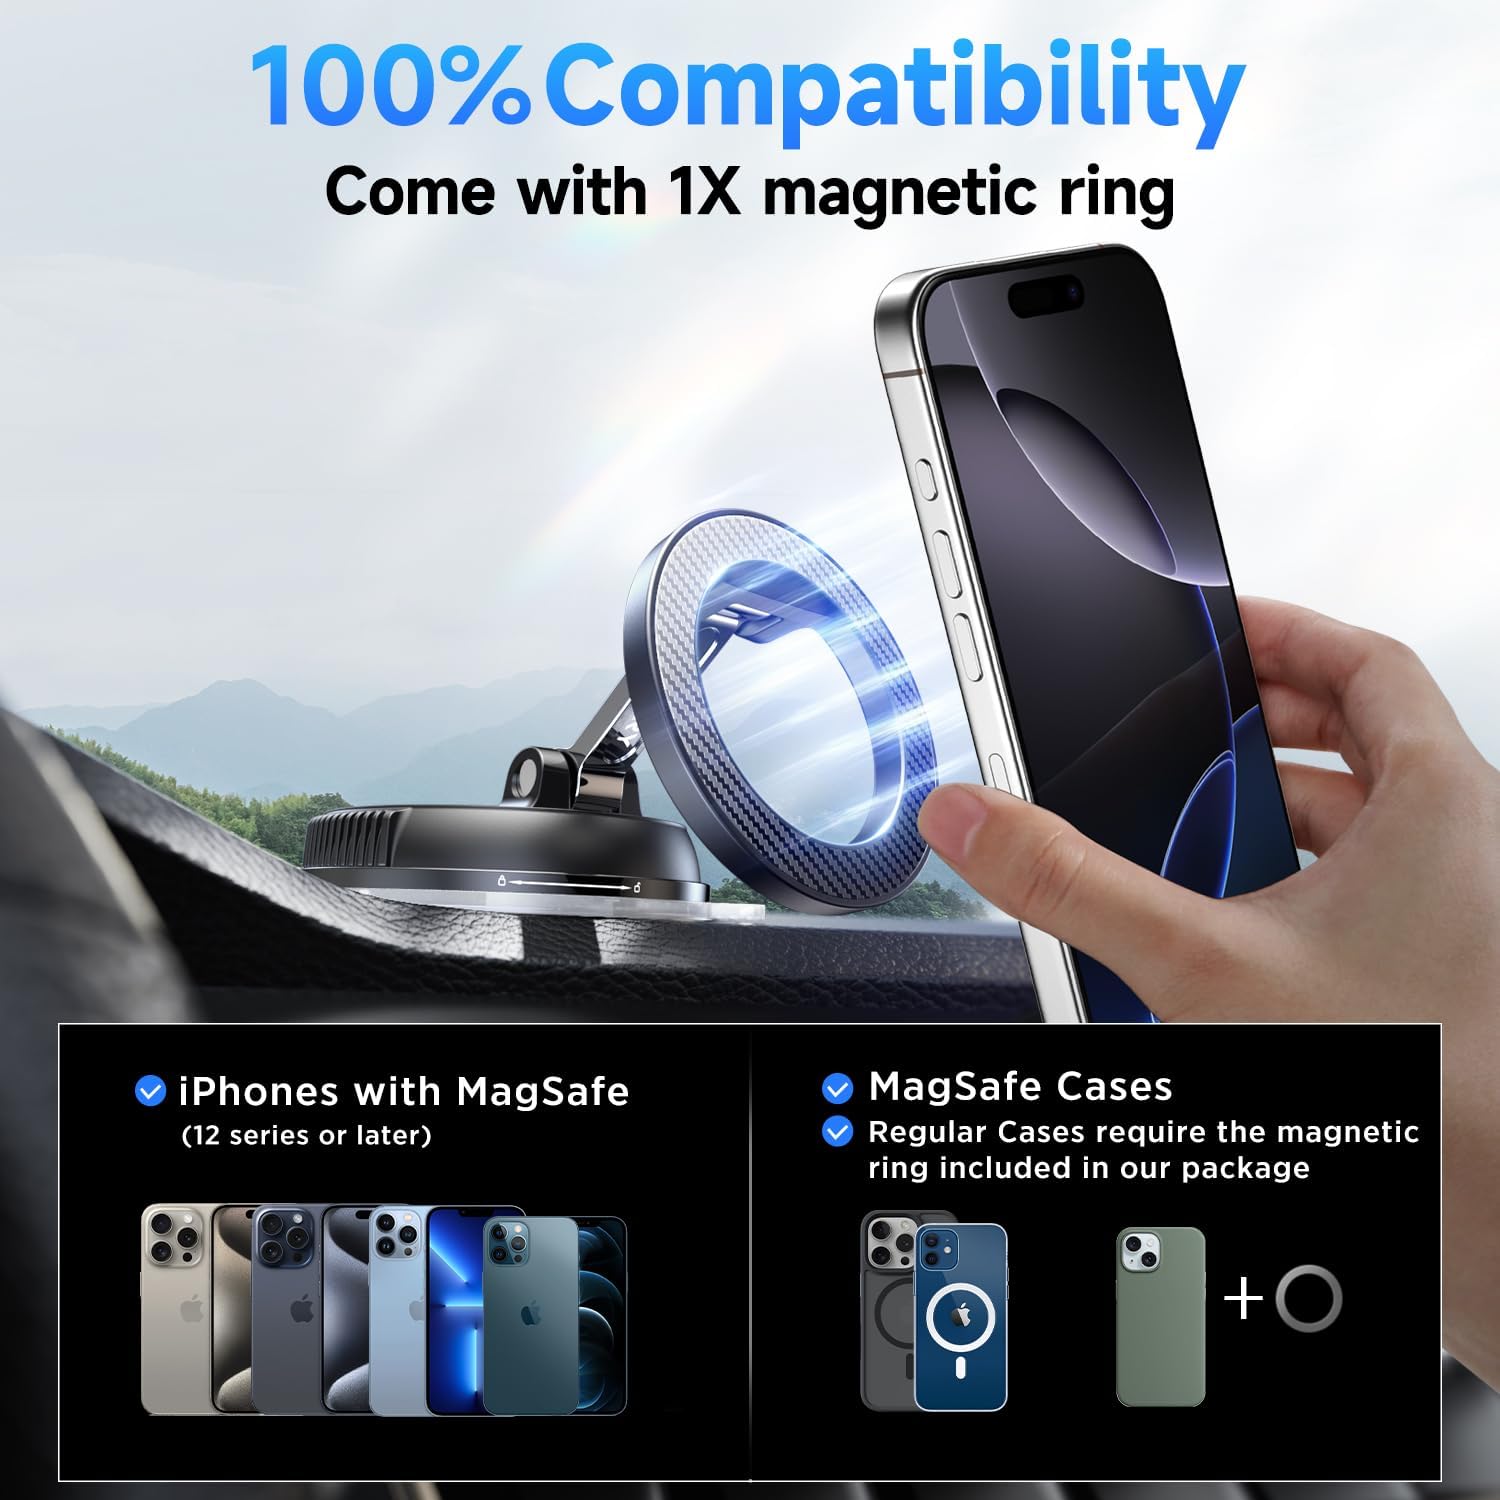 100% Compatibility
Come with 1X magnetic ring
iPhones with MagSafe
(12 series or later)
MagSafe Cases
Regular Cases require the magnetic
ring included in our package
+